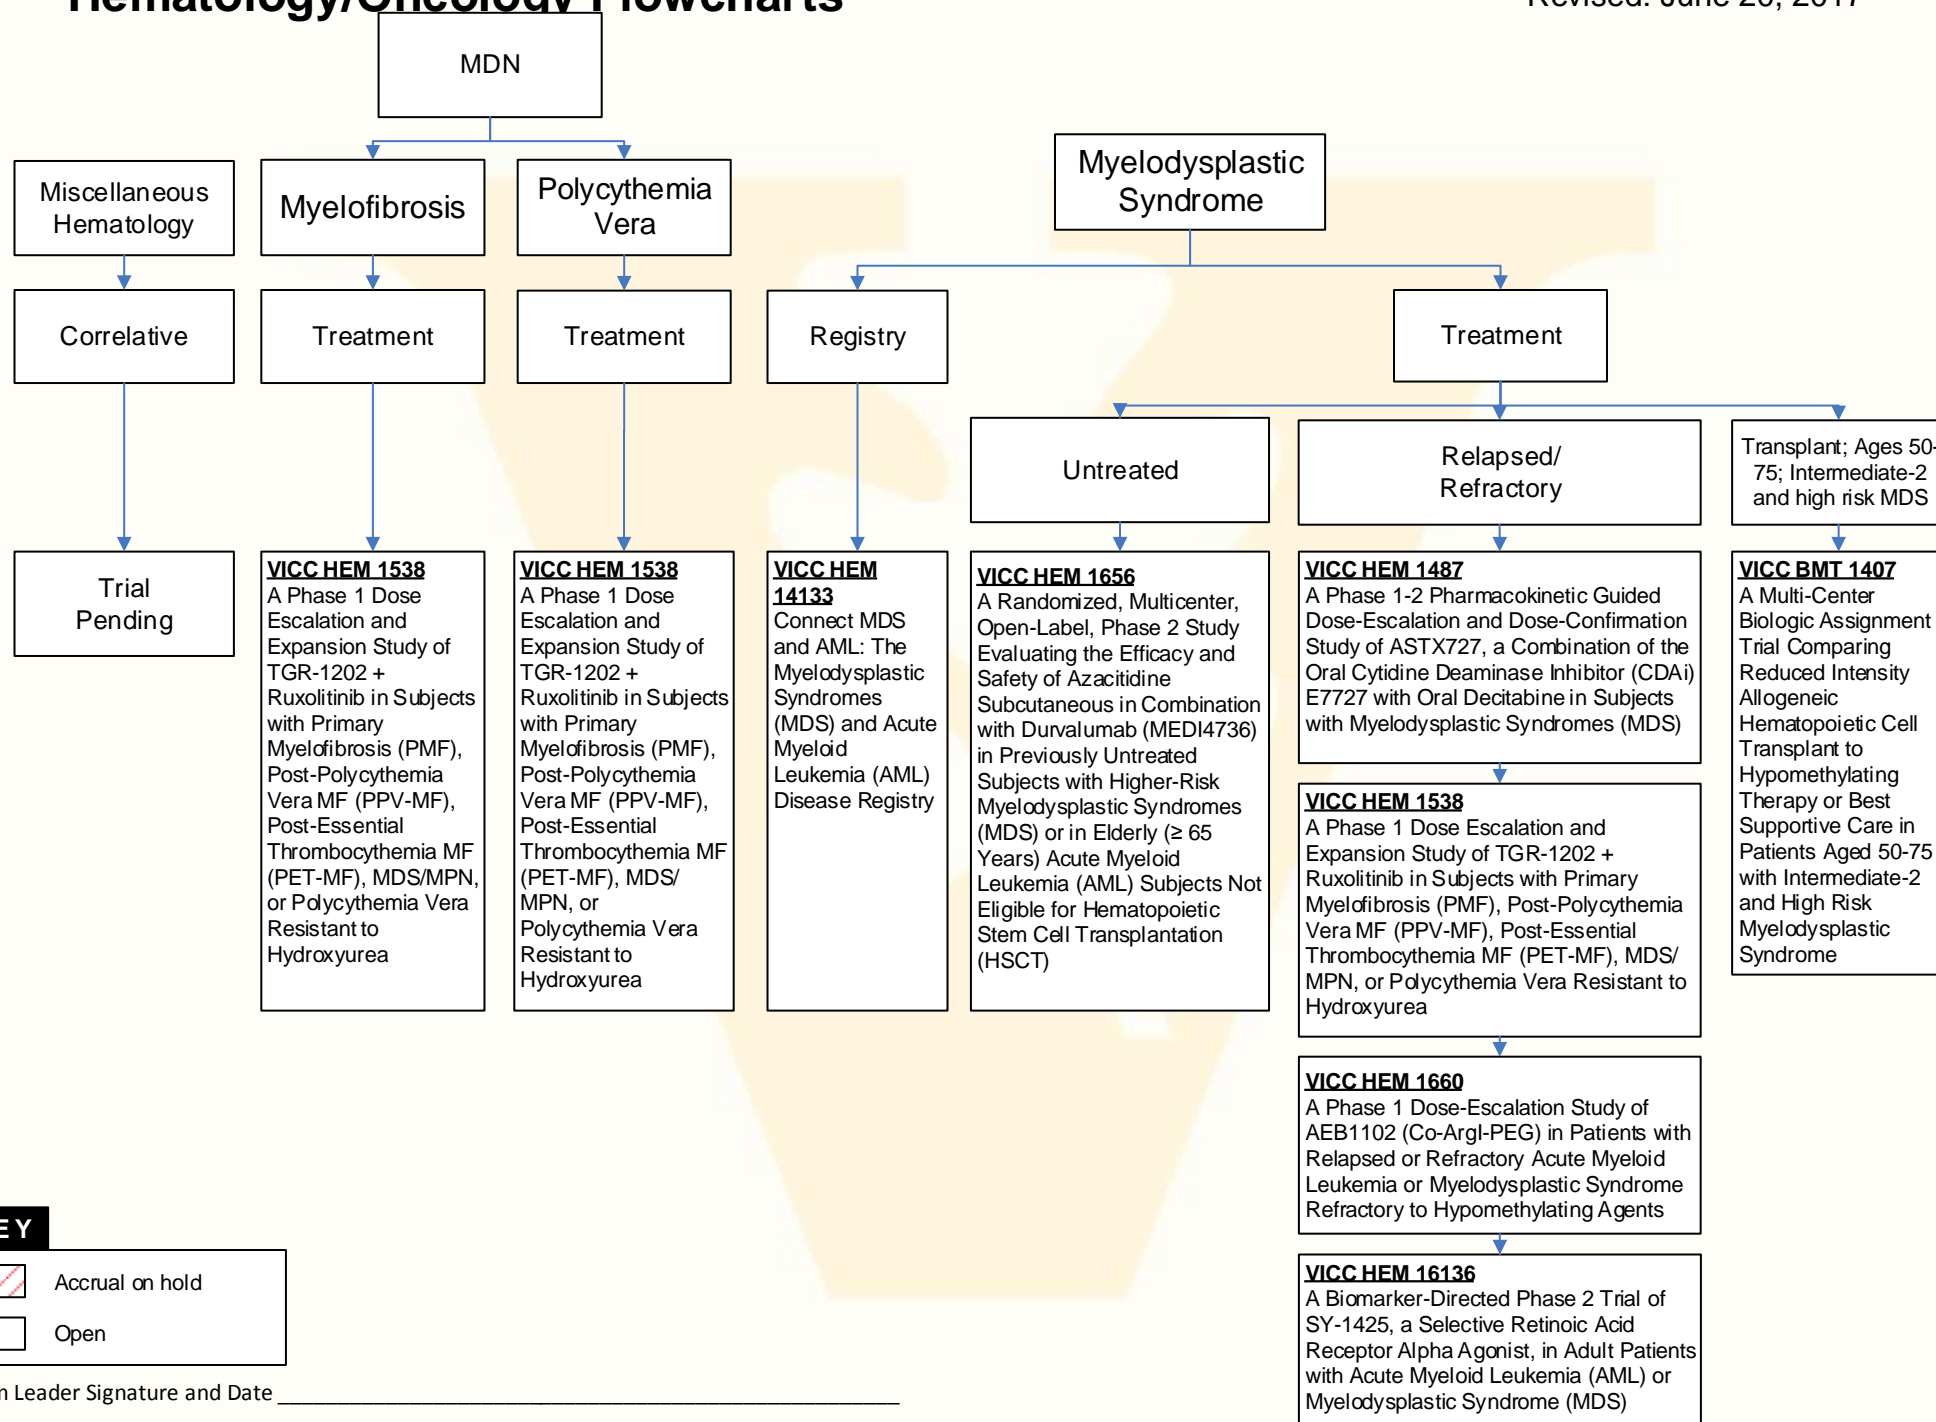 Hematology/Oncology Flowcharts
Revised: June 20, 2017
MDN
Miscellaneous
Hematology
Myelofibrosis
Polycythemia
Vera
Myelodysplastic
Syndrome
Correlative
Treatment
Treatment
Registry
Treatment
Untreated
Relapsed/
Refractory
Transplant; Ages 50-
75; Intermediate-2
and high risk MDS
Trial
Pending
VICC HEM 1538
A Phase 1 Dose
Escalation and
Expansion Study of
TGR-1202 +
Ruxolitinib in Subjects
with Primary
Myelofibrosis (PMF),
Post-Polycythemia
Vera MF (PPV-MF),
Post-Essential
Thrombocythemia MF
(PET-MF), MDS/MPN,
or Polycythemia Vera
Resistant to
Hydroxyurea
VICC HEM 1538
A Phase 1 Dose
Escalation and
Expansion Study of
TGR-1202 +
Ruxolitinib in Subjects
with Primary
Myelofibrosis (PMF),
Post-Polycythemia
Vera MF (PPV-MF),
Post-Essential
Thrombocythemia MF
(PET-MF), MDS/
MPN, or
Polycythemia Vera
Resistant to
Hydroxyurea
VICC HEM
14133
Connect MDS
and AML: The
Myelodysplastic
Syndromes
(MDS) and Acute
Myeloid
Leukemia (AML)
Disease Registry
VICC HEM 1656
A Randomized, Multicenter,
Open-Label, Phase 2 Study
Evaluating the Efficacy and
Safety of Azacitidine
Subcutaneous in Combination
with Durvalumab (MEDI4736)
in Previously Untreated
Subjects with Higher-Risk
Myelodysplastic Syndromes
(MDS) or in Elderly (≥ 65
Years) Acute Myeloid
Leukemia (AML) Subjects Not
Eligible for Hematopoietic
Stem Cell Transplantation
(HSCT)
VICC HEM 1487
A Phase 1-2 Pharmacokinetic Guided
Dose-Escalation and Dose-Confirmation
Study of ASTX727, a Combination of the
Oral Cytidine Deaminase Inhibitor (CDAi)
E7727 with Oral Decitabine in Subjects
with Myelodysplastic Syndromes (MDS)
VICC HEM 1538
A Phase 1 Dose Escalation and
Expansion Study of TGR-1202 +
Ruxolitinib in Subjects with Primary
Myelofibrosis (PMF), Post-Polycythemia
Vera MF (PPV-MF), Post-Essential
Thrombocythemia MF (PET-MF), MDS/
MPN, or Polycythemia Vera Resistant to
Hydroxyurea
VICC HEM 1660
A Phase 1 Dose-Escalation Study of
AEB1102 (Co-ArgI-PEG) in Patients with
Relapsed or Refractory Acute Myeloid
Leukemia or Myelodysplastic Syndrome
Refractory to Hypomethylating Agents
VICC HEM 16136
A Biomarker-Directed Phase 2 Trial of
SY-1425, a Selective Retinoic Acid
Receptor Alpha Agonist, in Adult Patients
with Acute Myeloid Leukemia (AML) or
Myelodysplastic Syndrome (MDS)
VICC BMT 1407
A Multi-Center
Biologic Assignment
Trial Comparing
Reduced Intensity
Allogeneic
Hematopoietic Cell
Transplant to
Hypomethylating
Therapy or Best
Supportive Care in
Patients Aged 50-75
with Intermediate-2
and High Risk
Myelodysplastic
Syndrome
EY
Accrual on hold
Open
Leader Signature and Date